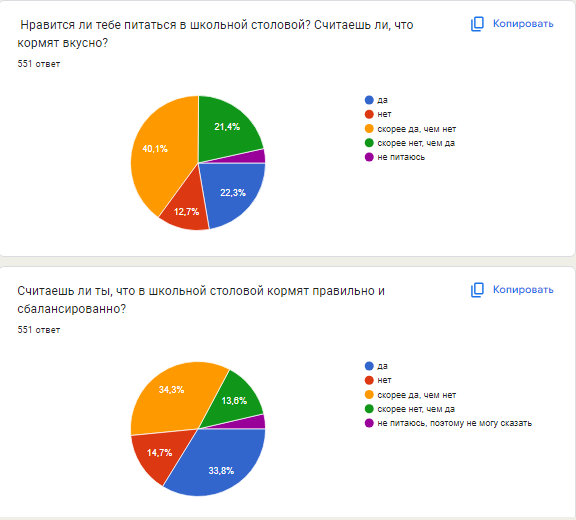 Нравится ли тебе питаться в школьной столовой? Считаешь ли, что
кормят вкусно?
Копировать
551 ответ
21,4%
40,1%
12,7%
22,3%
да
нет
скорее да, чем нет
скорее нет, чем да
не питаюсь
Считаешь ли ты, что в школьной столовой кормят правильно и
сбалансированно?
Копировать
551 ответ
34,3%
13,6%
14,7%
33,8%
да
нет
скорее да, чем нет
скорее нет, чем да
не питаюсь, поэтому не могу сказать